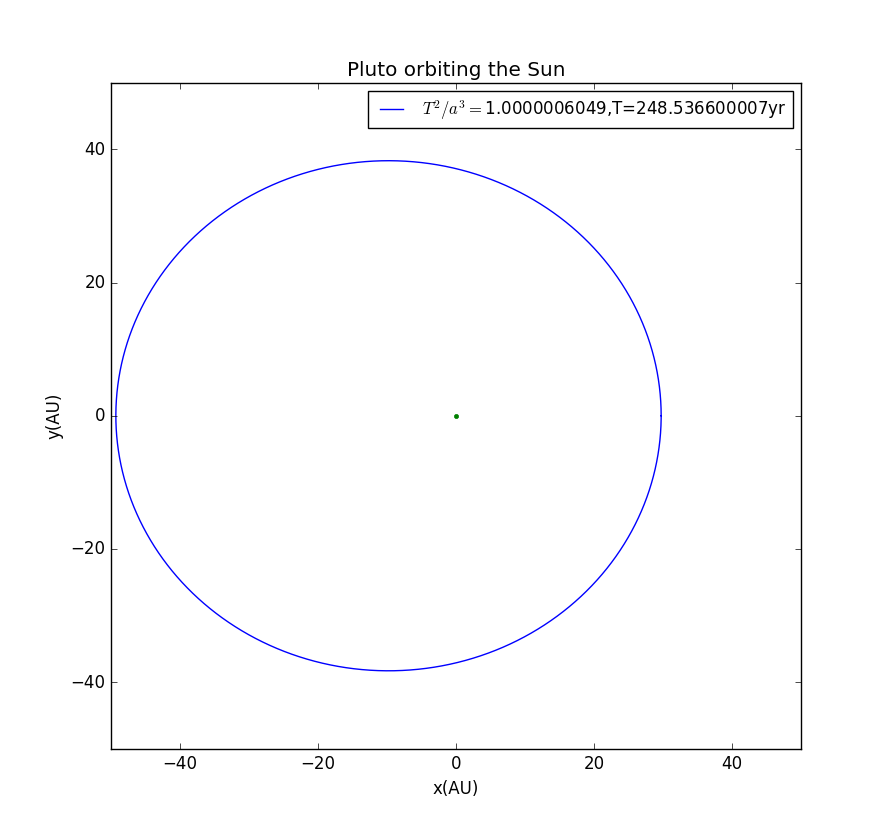 Pluto orbiting the Sun
T²/a³ =1.0000006049,T=248.536600007yr
40
20
0
−20
−40
y(AU)
−40 −20 0 20 40
x(AU)